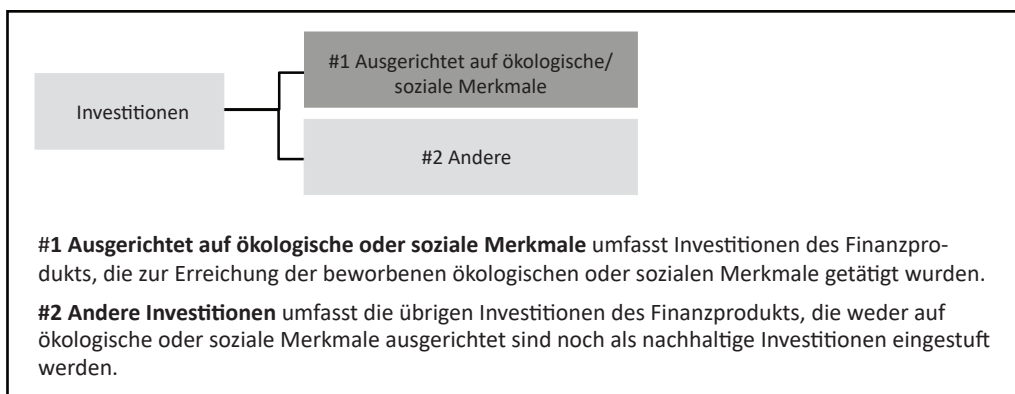 #1 Ausgerichtet auf ökologische/
soziale Merkmale
Investitionen
#2 Andere
#1 Ausgerichtet auf ökologische oder soziale Merkmale umfasst Investitionen des Finanzpro-
dukts, die zur Erreichung der beworbenen ökologischen oder sozialen Merkmale getätigt wurden.
#2 Andere Investitionen umfasst die übrigen Investitionen des Finanzprodukts, die weder auf
ökologische oder soziale Merkmale ausgerichtet sind noch als nachhaltige Investitionen eingestuft
werden.